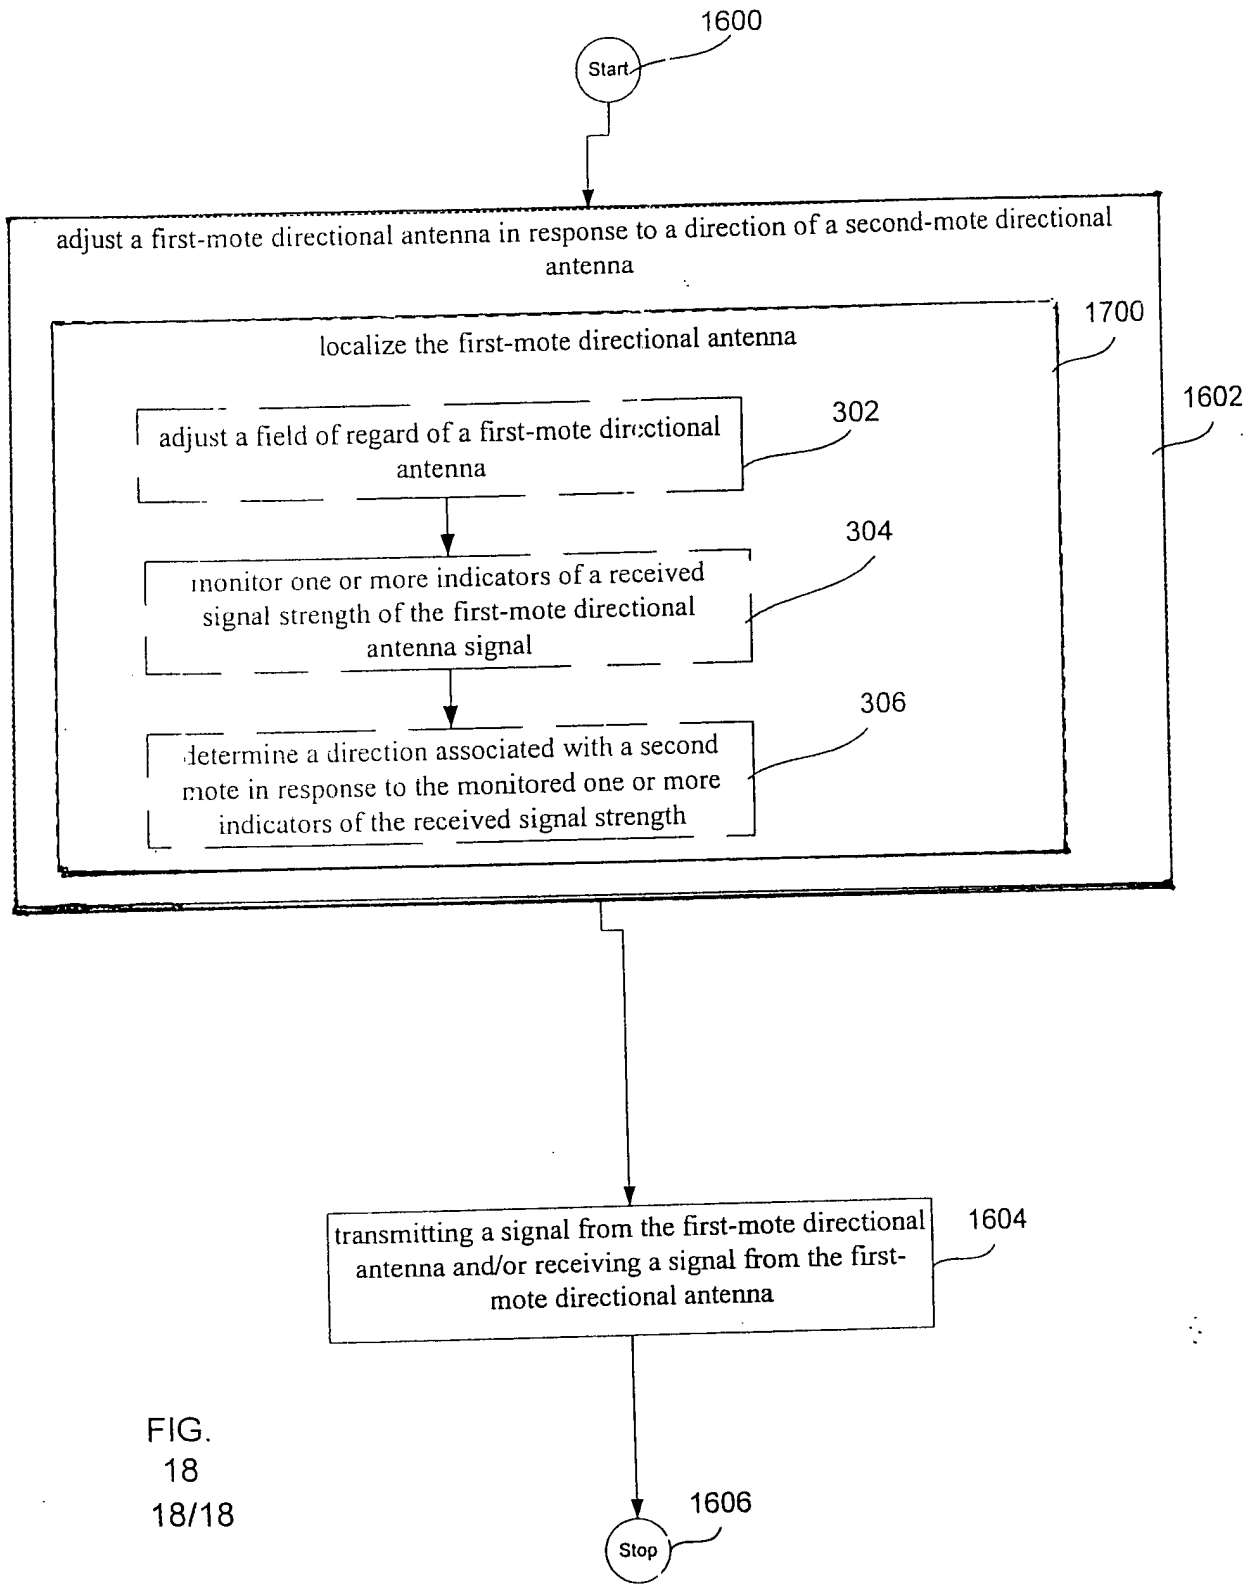 1600
Start
adjust a first-mote directional antenna in response to a direction of a second-mote directional
antenna
1700
localize the first-mote directional antenna
1602
302
adjust a field of regard of a first-mote directional
antenna
304
monitor one or more indicators of a received
signal strength of the first-mote directional
antenna signal
306
determine a direction associated with a second
mote in response to the monitored one or more
indicators of the received signal strength
1604
transmitting a signal from the first-mote directional
antenna and/or receiving a signal from the first-
mote directional antenna
FIG.
18
18/18
1606
Stop